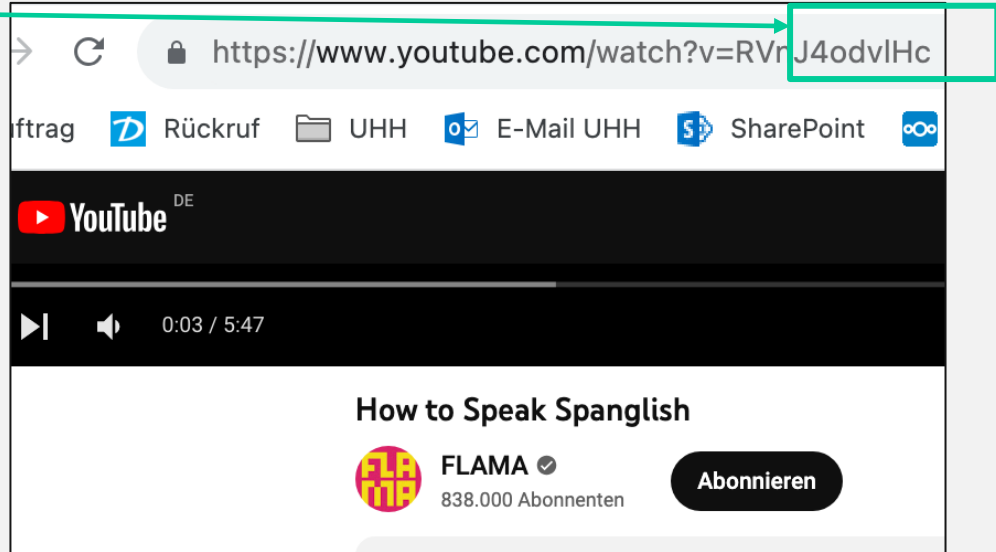 https://www.youtube.com/watch?v=RVnJ4odvlHc
uftrag Rückruf UHH E-Mail UHH SharePoint
YouTube DE
0:03 / 5:47
How to Speak Spanglish
FLAMA
838.000 Abonnenten
Abonnieren